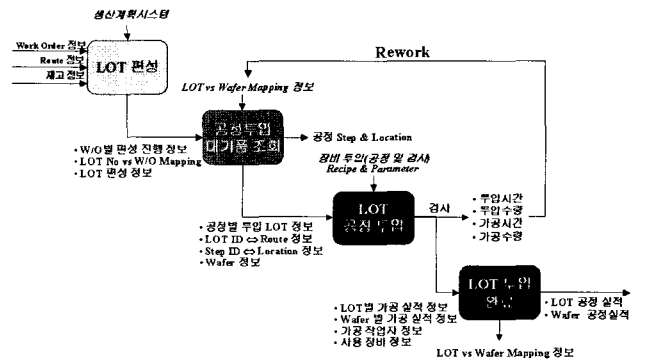 생산계획시스템
Work Order 정보
Route 정보
재고 정보
LOT 편성
Rework
LOT vs Wafer Mapping 정보
공정투입
대기품 조회
공정 Step & Location
• W/O별 편성 진행 정보
• LOT No vs W/O Mapping
• LOT 편성 정보
장비 투입(공정 및 검사)
Recipe & Parameter
LOT
공정 투입
검사
• 투입시간
• 투입수량
• 가공시간
• 가공수량
• 공정별 투입 LOT 정보
• LOT ID ⇔ Route 정보
• Step ID ⇔ Location 정보
• Wafer 정보
LOT 투입
완료
• LOT 공정 실적
• Wafer 공정실적
• LOT별 가공 실적 정보
• Wafer 별 가공 실적 정보
• 가공 작업자 정보
• 사용 장비 정보
LOT vs Wafer Mapping 정보